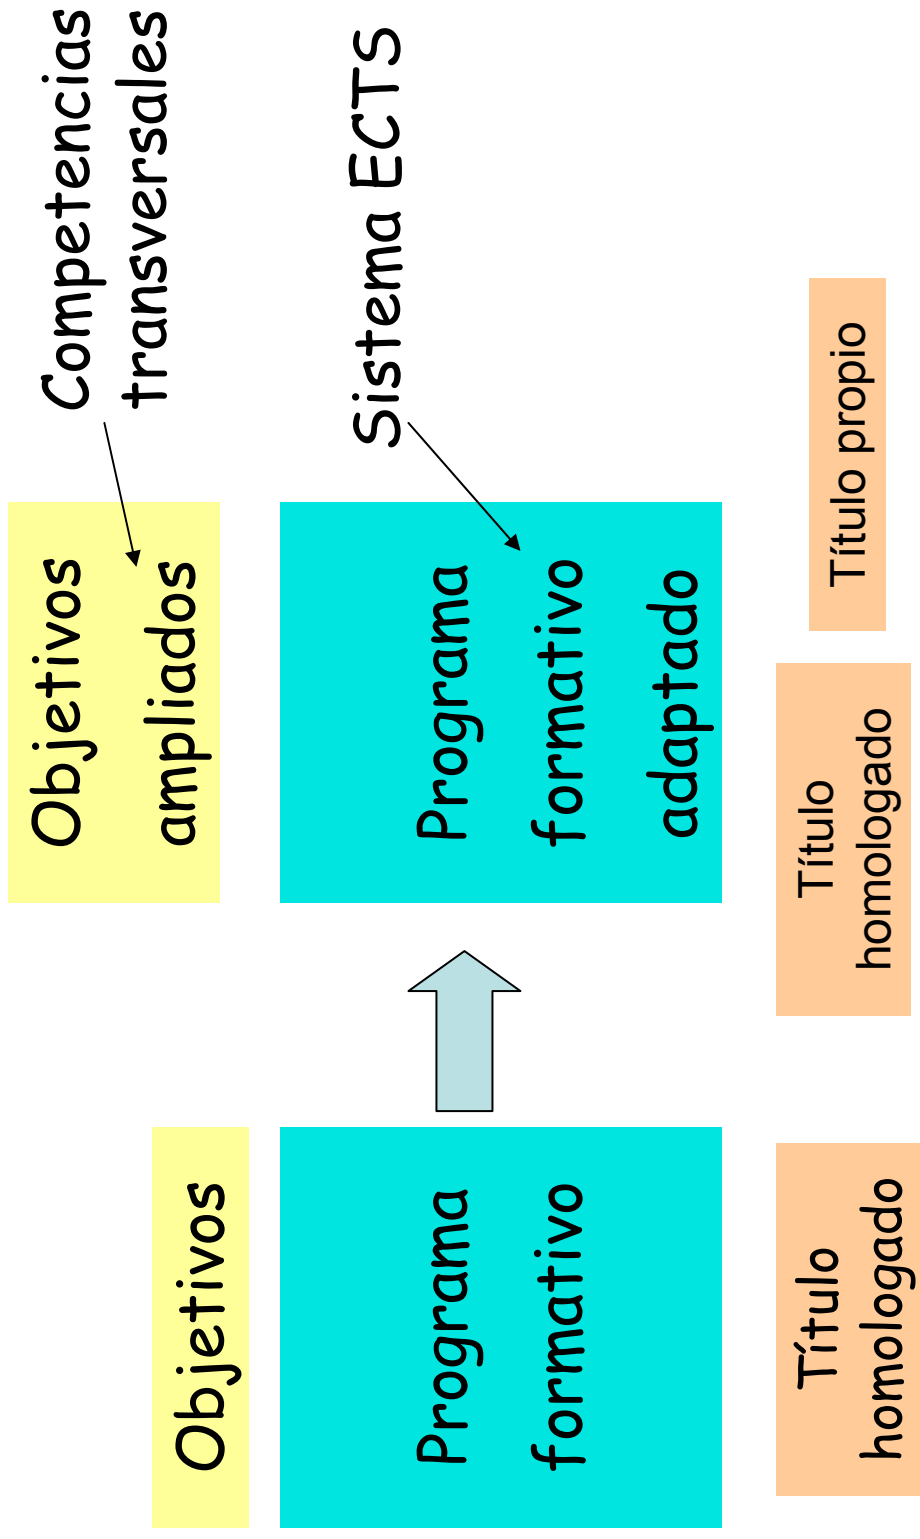 Objetivos
Programa
formativo
Título
homologado
Objetivos
ampliados
Programa
formativo
adaptado
Título
homologado
Título propio
Competencias
transversales
Sistema ECTS